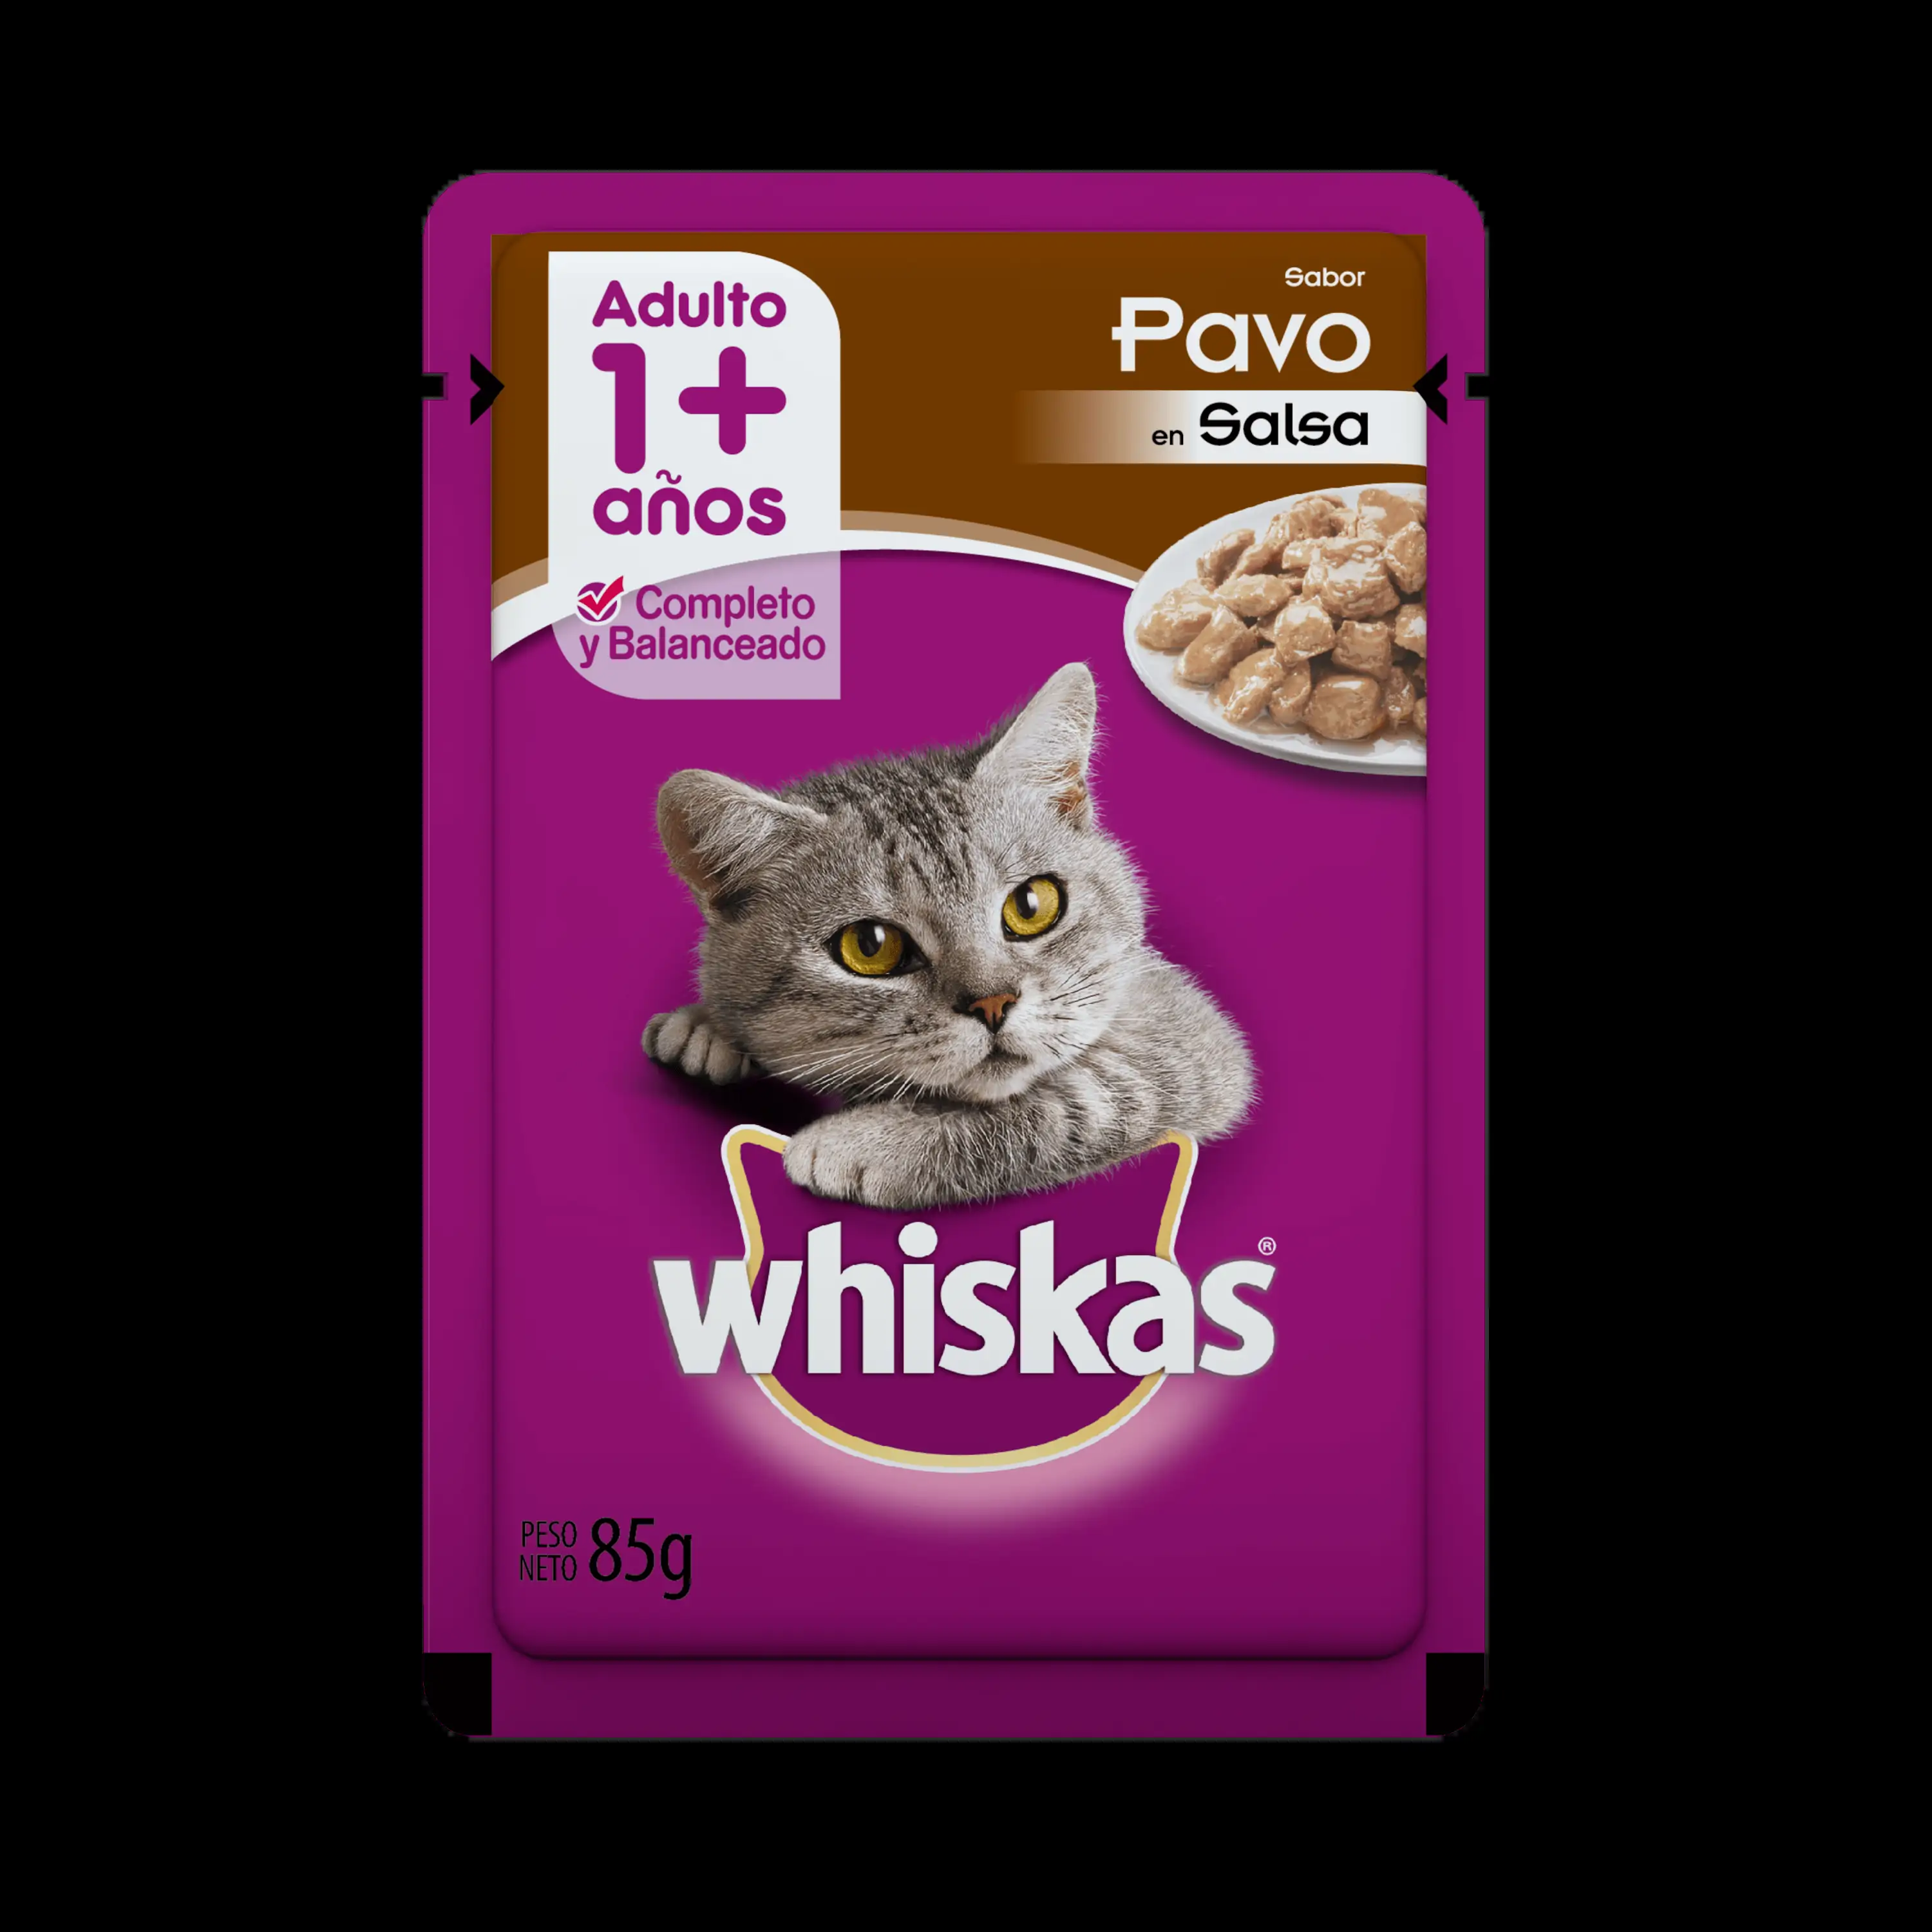 Adulto
1+
años
Completo
y Balanceado
Sabor
Pavo
en Salsa
whiskas®
PESO
NETO 85g